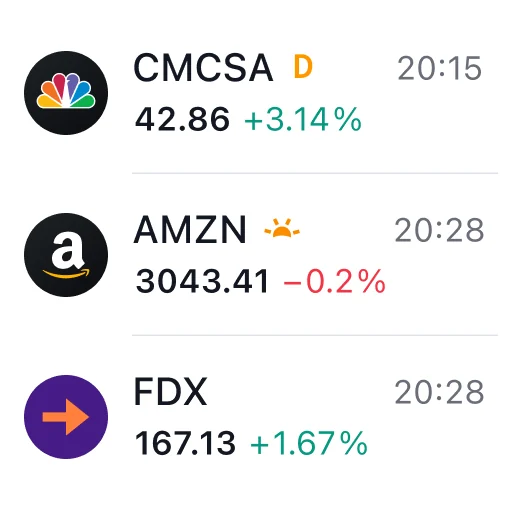 CMCSA D 20:15
42.86 +3.14%
a AMZN 20:28
3043.41 −0.2%
FDX 20:28
167.13 +1.67%